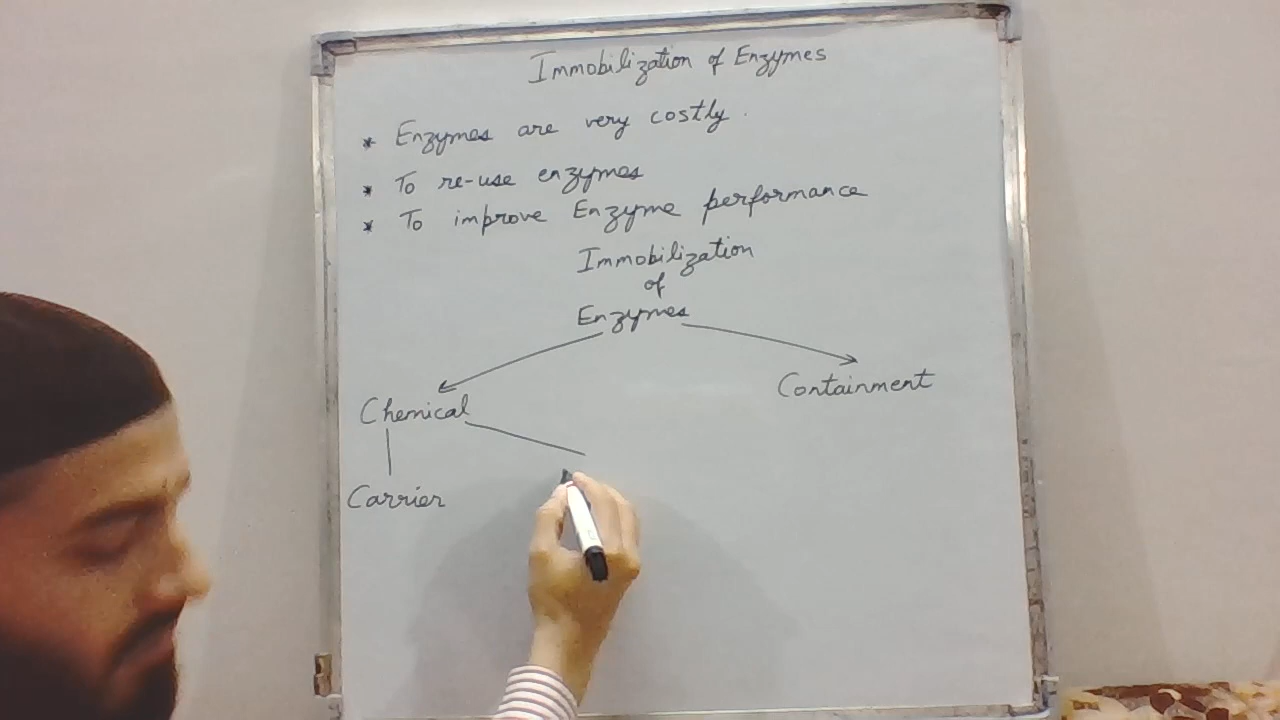 Immobilization of Enzymes
* Enzymes are very costly.
* To re-use enzymes
* To improve Enzyme performance
Immobilization
of
Enzymes
Chemical
Containment
Carrier